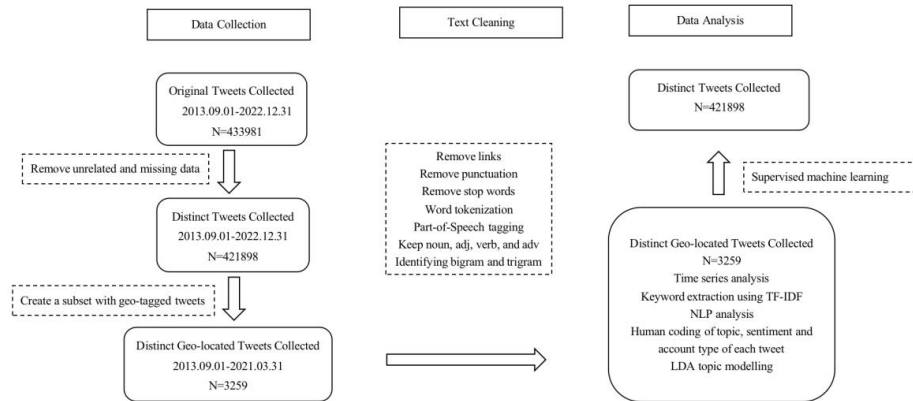 Data Collection
Text Cleaning
Data Analysis
Original Tweets Collected
2013.09.01-2022.12.31
N=433981
Remove unrelated and missing data
Distinct Tweets Collected
2013.09.01-2022.12.31
N=421898
Create a subset with geo-tagged tweets
Distinct Geo-located Tweets Collected
2013.09.01-2021.03.31
N=3259
Remove links
Remove punctuation
Remove stop words
Word tokenization
Part-of-Speech tagging
Keep noun, adj, verb, and adv
Identifying bigram and trigram
Distinct Tweets Collected
N=421898
Supervised machine learning
Distinct Geo-located Tweets Collected
N=3259
Time series analysis
Keyword extraction using TF-IDF
NLP analysis
Human coding of topic, sentiment and
account type of each tweet
LDA topic modelling